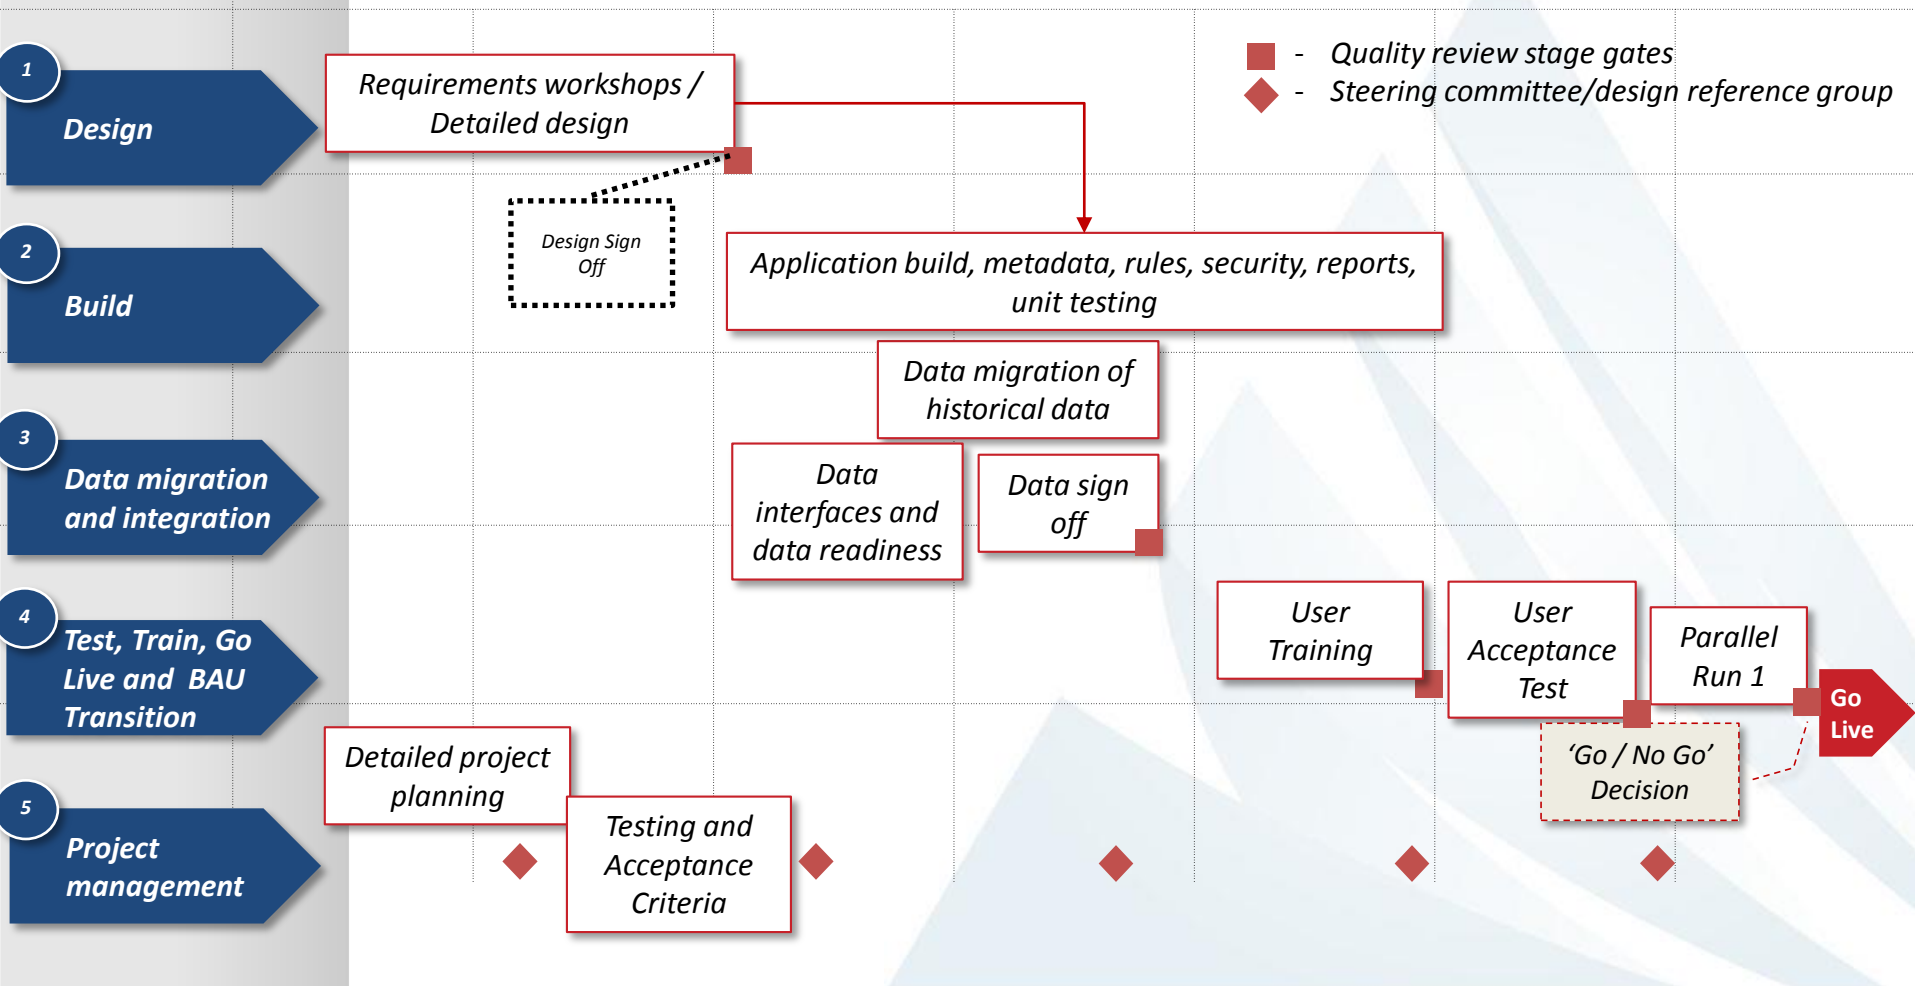 1
Design
Requirements workshops /
Detailed design
- Quality review stage gates
- Steering committee/design reference group
Design Sign
Off
2
Build
Application build, metadata, rules, security, reports,
unit testing
Data migration of
historical data
3
Data migration
and integration
Data
interfaces and
data readiness
Data sign
off
4
Test, Train, Go
Live and BAU
Transition
User
Training
User
Acceptance
Test
Parallel
Run 1
Go
Live
‘Go / No Go’
Decision
5
Project
management
Detailed project
planning
Testing and
Acceptance
Criteria